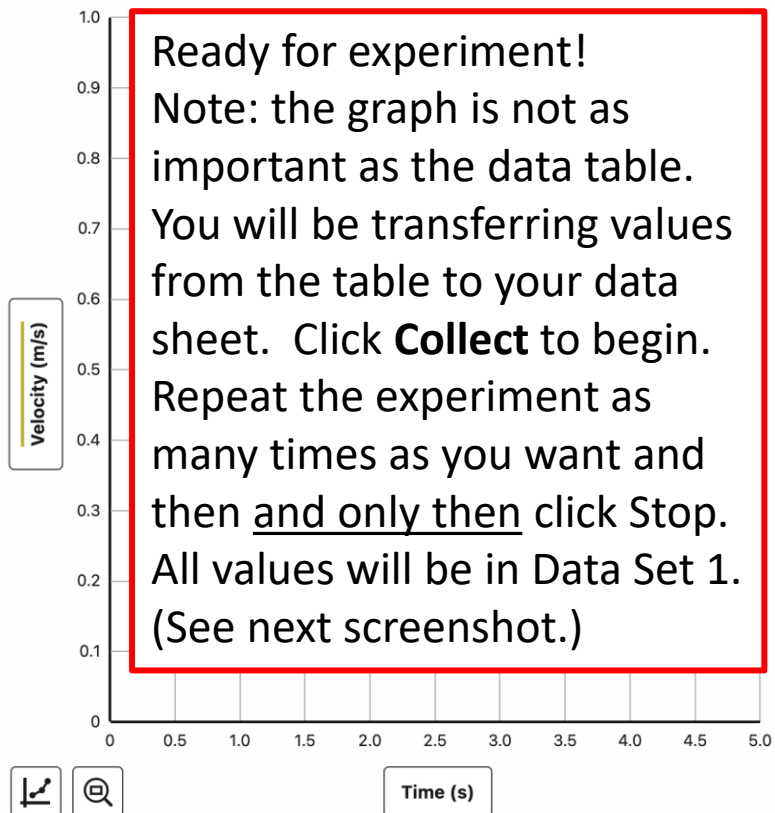 1.0
Ready for experiment!
0.9
Note: the graph is not as
0.8
important as the data table.
0.7
You will be transferring values
from the table to your data
0.6
sheet.  Click Collect to begin.
Velocity (m/s)
0.5
Repeat the experiment as
0.4
many times as you want and
0.3
then and only then click Stop.
0.2
All values will be in Data Set 1.
(See next screenshot.)
0.1
0
0 0.5 1.0 1.5 2.0 2.5 3.0 3.5 4.0 4.5 5.0
Time (s)